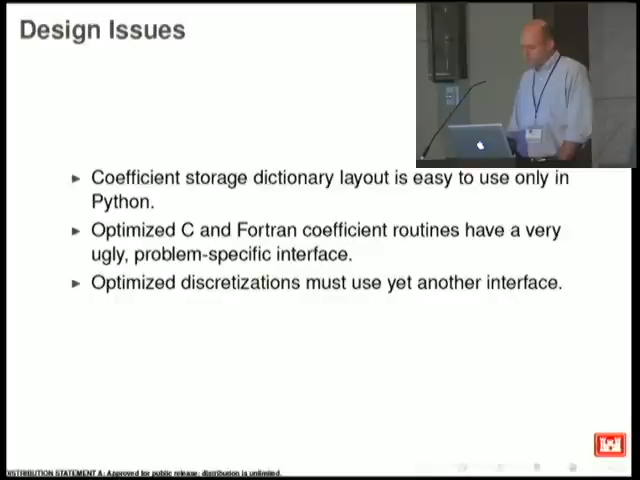 Design Issues
Coefficient storage dictionary layout is easy to use only in
Python.
Optimized C and Fortran coefficient routines have a very
ugly, problem-specific interface.
Optimized discretizations must use yet another interface.
DISTRIBUTION STATEMENT A: Approved for public release; distribution is unlimited.